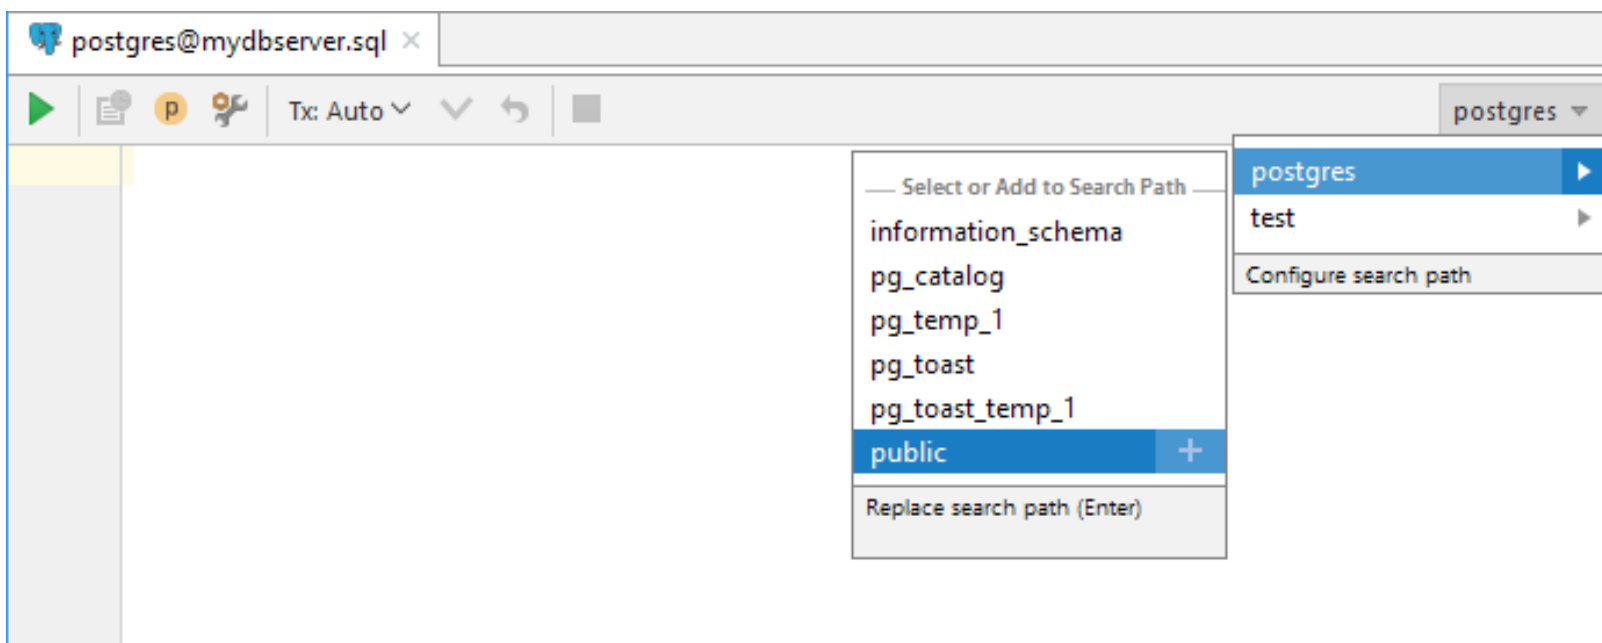 postgres@mydbserver.sql
p
Tx: Auto
postgres
Select or Add to Search Path
information_schema
pg_catalog
pg_temp_1
pg_toast
pg_toast_temp_1
public
Replace search path (Enter)
postgres
test
Configure search path